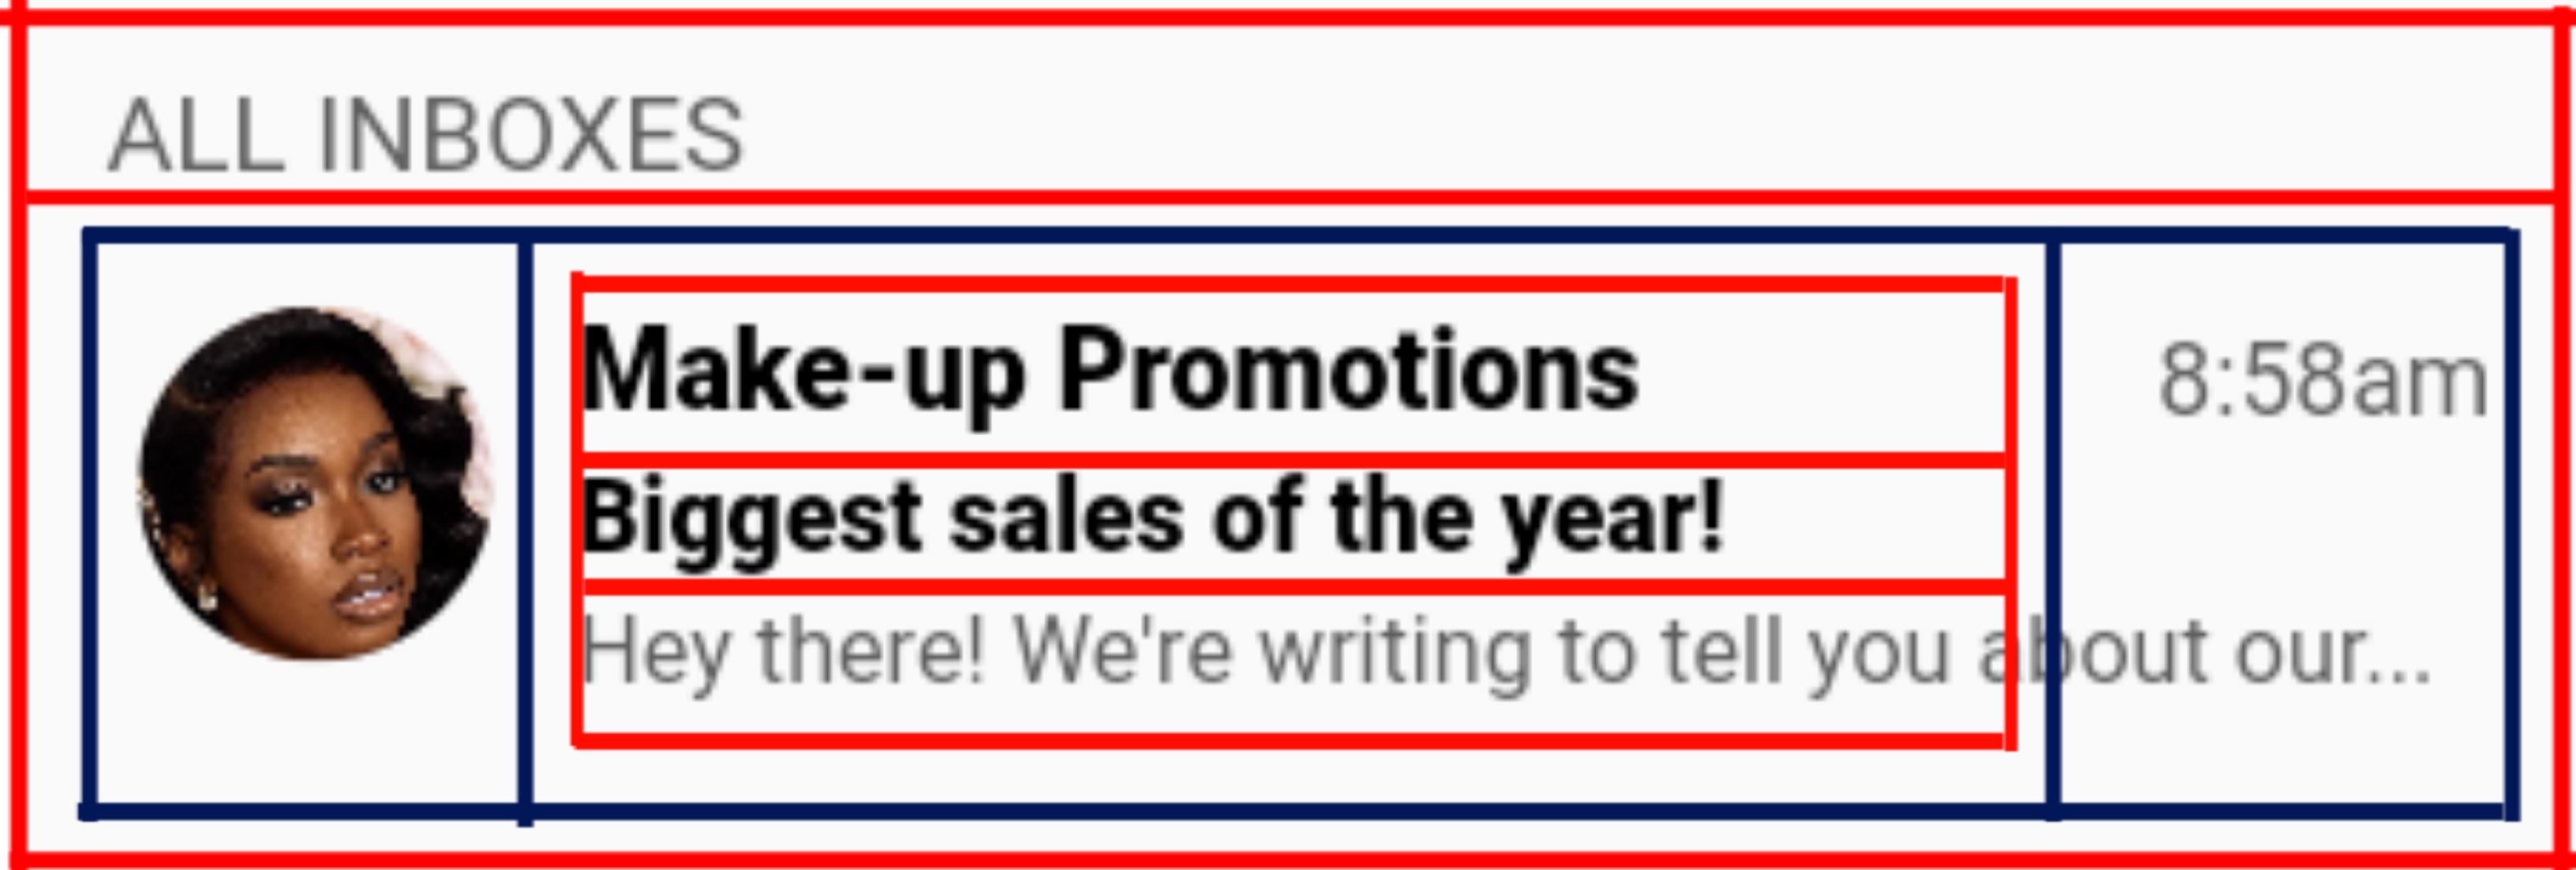 ALL INBOXES
Make-up Promotions
8:58am
Biggest sales of the year!
Hey there! We're writing to tell you about our...